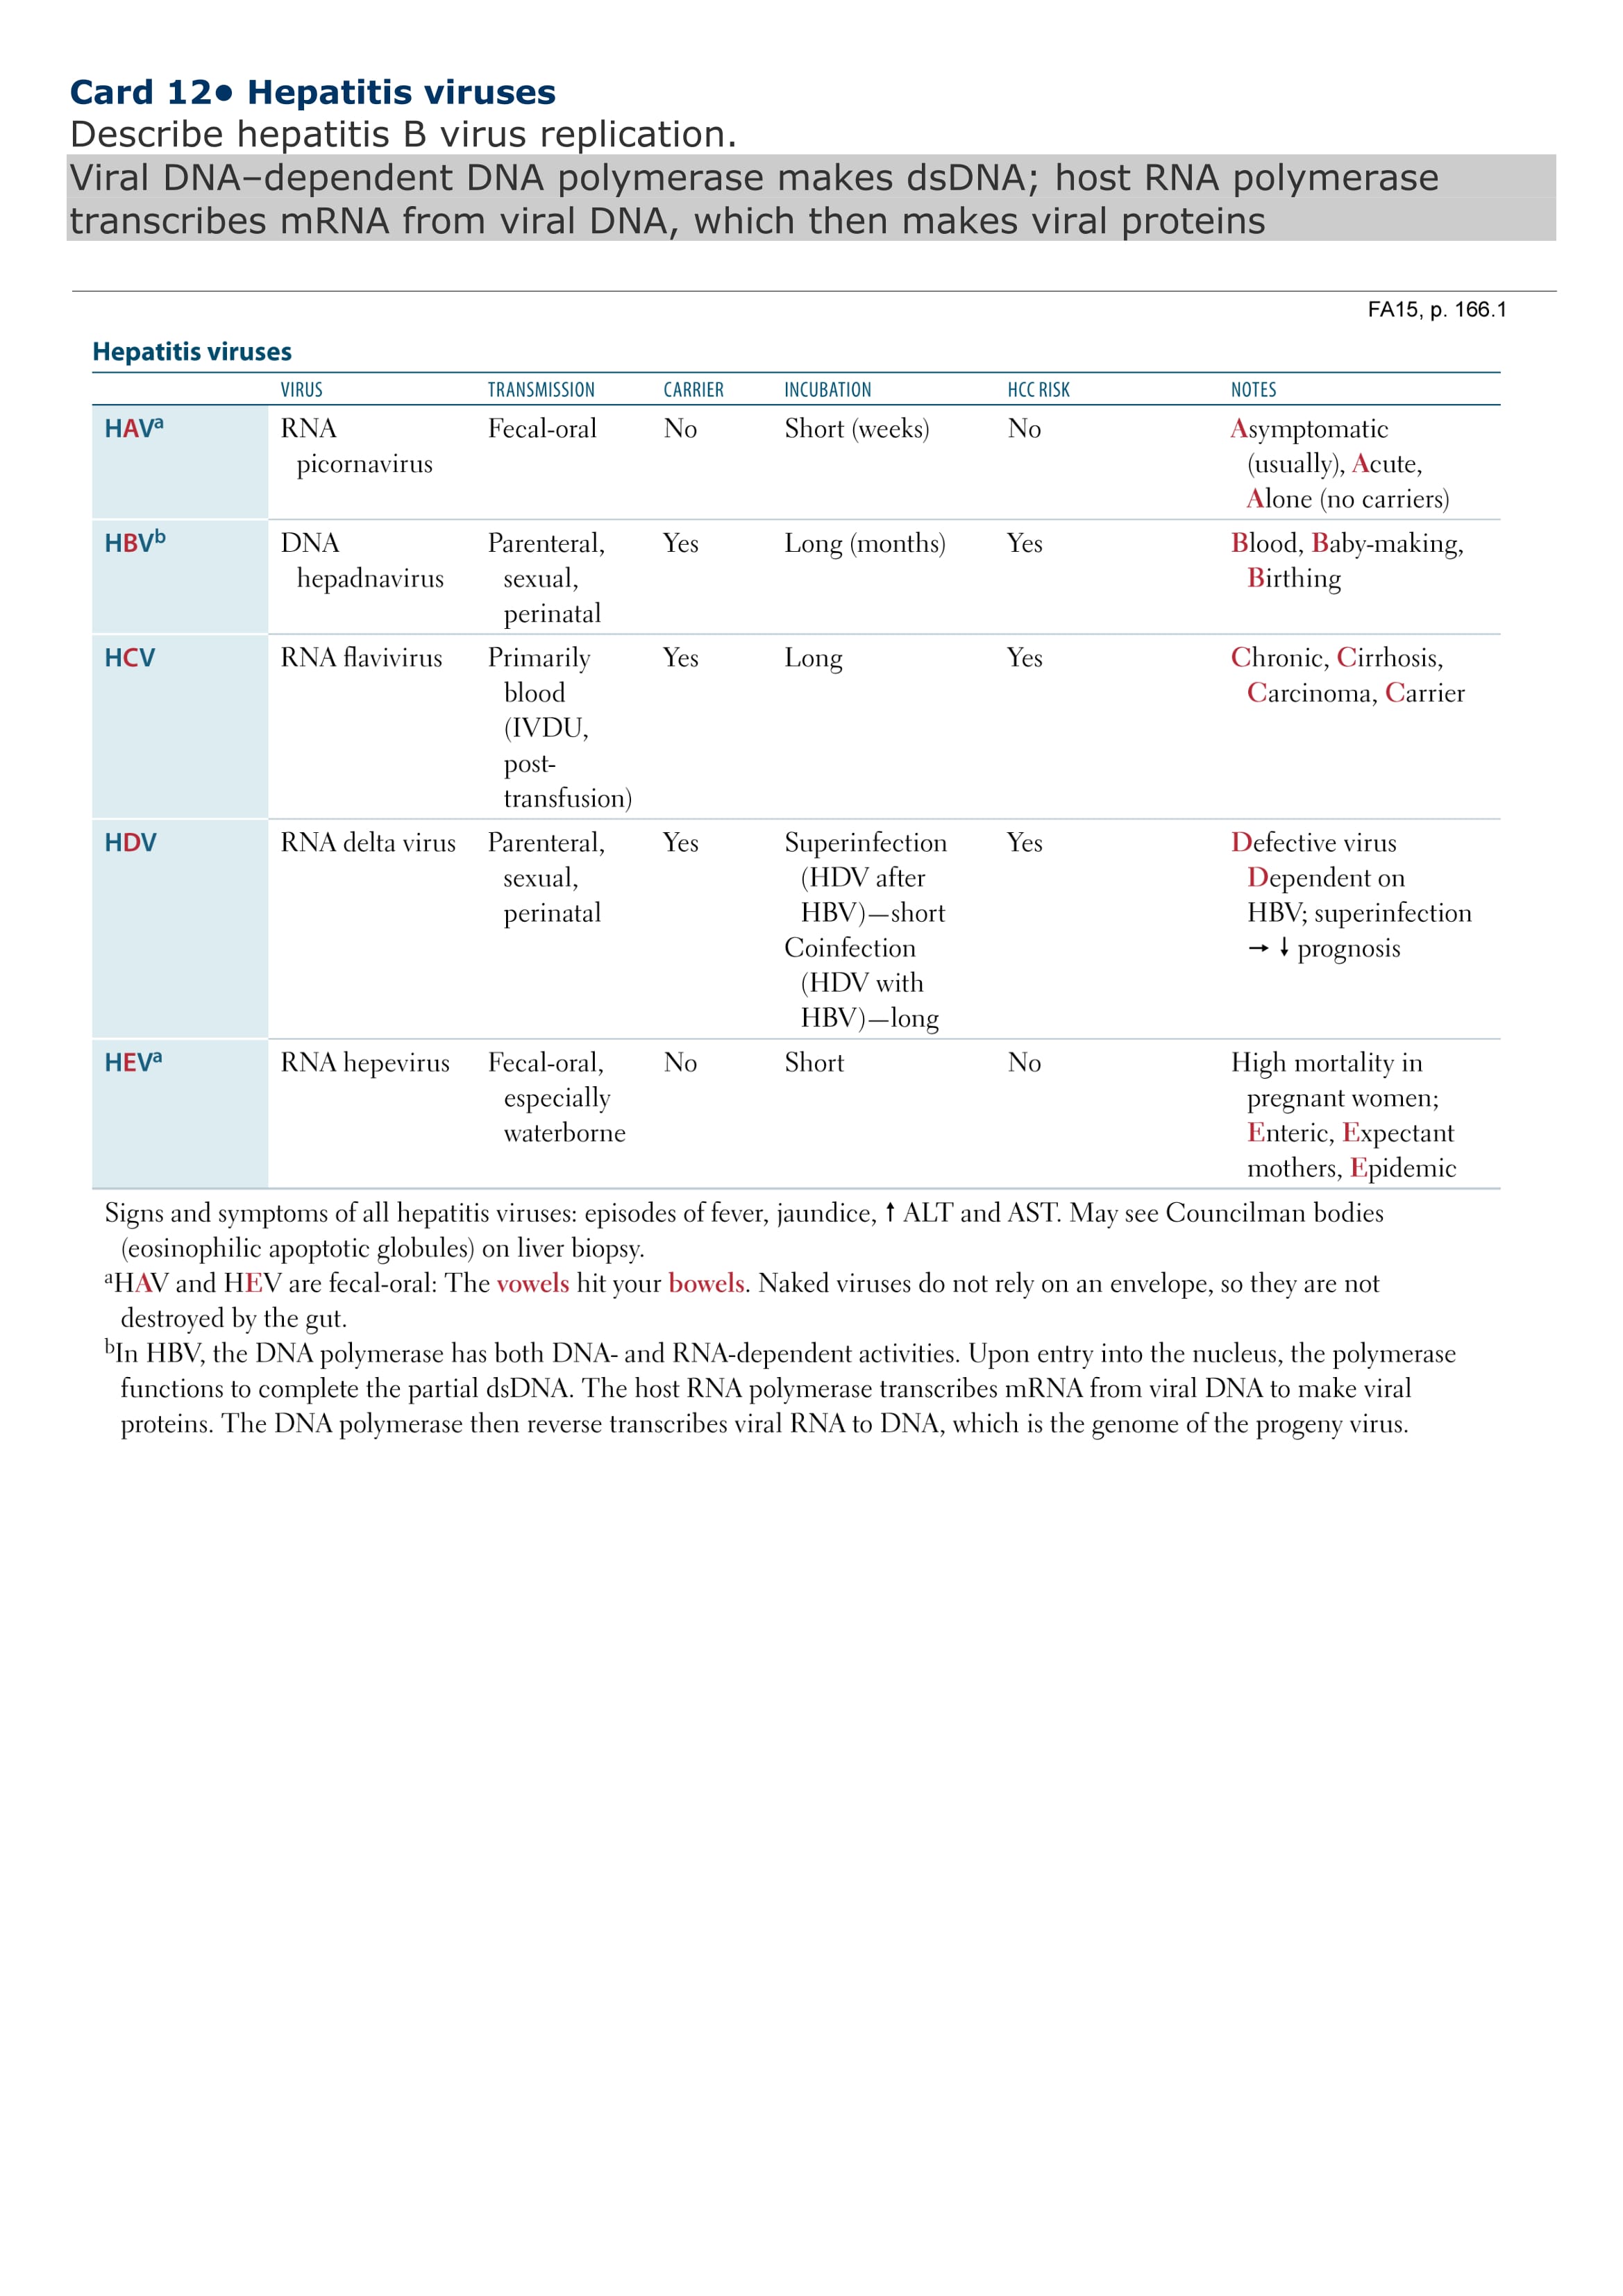 Card 12● Hepatitis viruses
Describe hepatitis B virus replication.
Viral DNA–dependent DNA polymerase makes dsDNA; host RNA polymerase
transcribes mRNA from viral DNA, which then makes viral proteins
FA15, p. 166.1
Hepatitis viruses
VIRUS TRANSMISSION CARRIER INCUBATION HCC RISK NOTES
HAVᵃ RNA Fecal-oral No Short (weeks) No Asymptomatic
picornavirus (usually), Acute,
Alone (no carriers)
HBVᵇ DNA Parenteral, Yes Long (months) Yes Blood, Baby-making,
hepadnavirus sexual, Birthing
perinatal
HCV RNA flavivirus Primarily Yes Long Yes Chronic, Cirrhosis,
blood Carcinoma, Carrier
(IVDU,
post-
transfusion)
HDV RNA delta virus Parenteral, Yes Superinfection Yes Defective virus
sexual, (HDV after Dependent on
perinatal HBV)—short HBV; superinfection
Coinfection → ↓ prognosis
(HDV with
HBV)—long
HEVᵃ RNA hepevirus Fecal-oral, No Short No High mortality in
especially pregnant women;
waterborne Enteric, Expectant
mothers, Epidemic
Signs and symptoms of all hepatitis viruses: episodes of fever, jaundice, ↑ ALT and AST. May see Councilman bodies
(eosinophilic apoptotic globules) on liver biopsy.
ᵃHAV and HEV are fecal-oral: The vowels hit your bowels. Naked viruses do not rely on an envelope, so they are not
destroyed by the gut.
ᵇIn HBV, the DNA polymerase has both DNA- and RNA-dependent activities. Upon entry into the nucleus, the polymerase
functions to complete the partial dsDNA. The host RNA polymerase transcribes mRNA from viral DNA to make viral
proteins. The DNA polymerase then reverse transcribes viral RNA to DNA, which is the genome of the progeny virus.